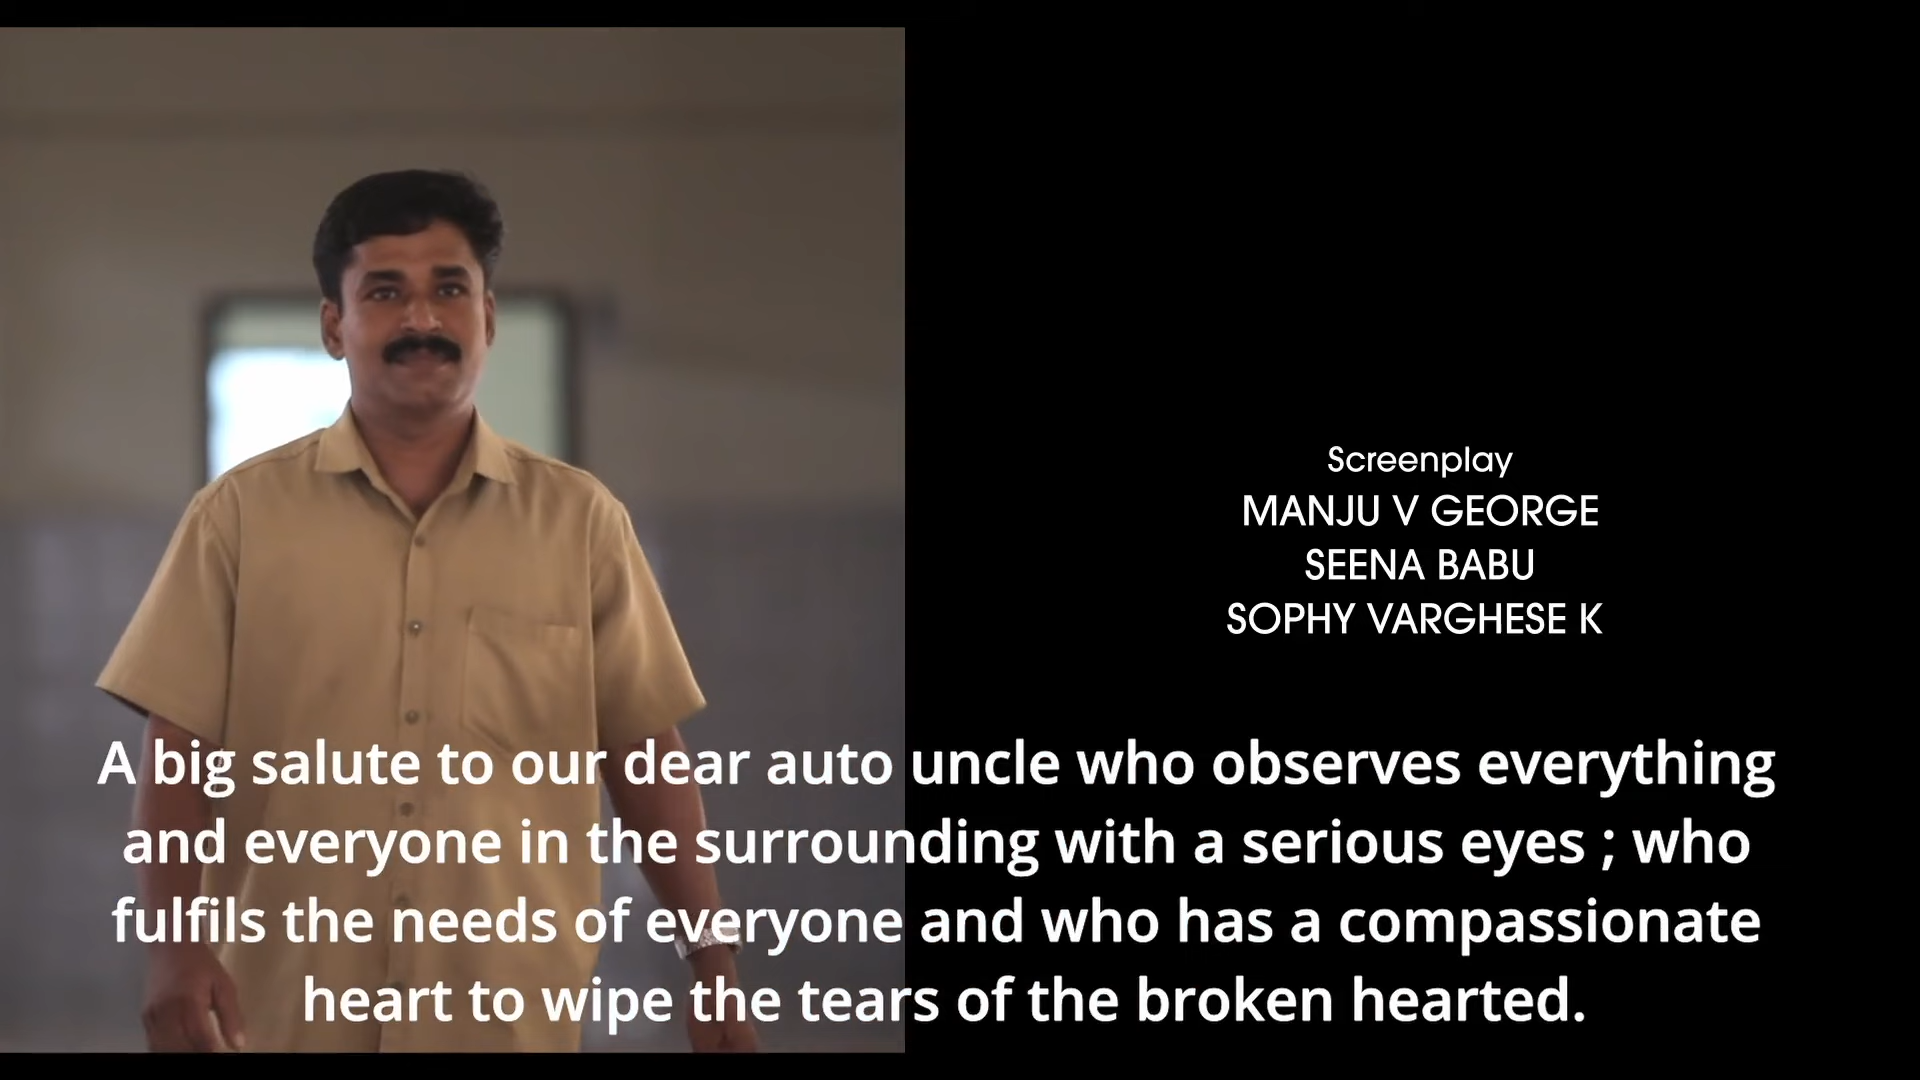 Screenplay
MANJU V GEORGE
SEENA BABU
SOPHY VARGHESE K
A big salute to our dear auto uncle who observes everything
and everyone in the surrounding with a serious eyes ; who
fulfils the needs of everyone and who has a compassionate
heart to wipe the tears of the broken hearted.